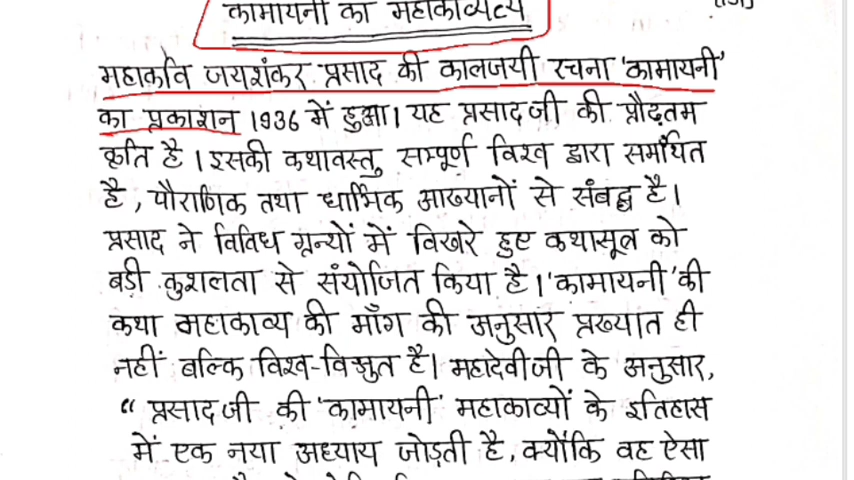 कामायनी का महाकाव्यत्व
महाकवि जयशंकर प्रसाद की कालजयी रचना 'कामायनी'
का प्रकाशन 1936 में हुआ। यह प्रसादजी की प्रौढ़तम
कृति है। इसकी कथावस्तु सम्पूर्ण विश्व द्वारा समर्थित
है, पौराणिक तथा धार्मिक आख्यानों से संबद्ध है।
प्रसाद ने विविध ग्रन्थों में विखरे हुए कथासूत्र को
बड़ी कुशलता से संयोजित किया है। 'कामायनी' की
कथा महाकाव्य की माँग की अनुसार प्रख्यात ही
नहीं बल्कि विश्व-विश्रुत है। महादेवीजी के अनुसार,
“ प्रसादजी की 'कामायनी' महाकाव्यों के इतिहास
में एक नया अध्याय जोड़ती है, क्योंकि वह ऐसा